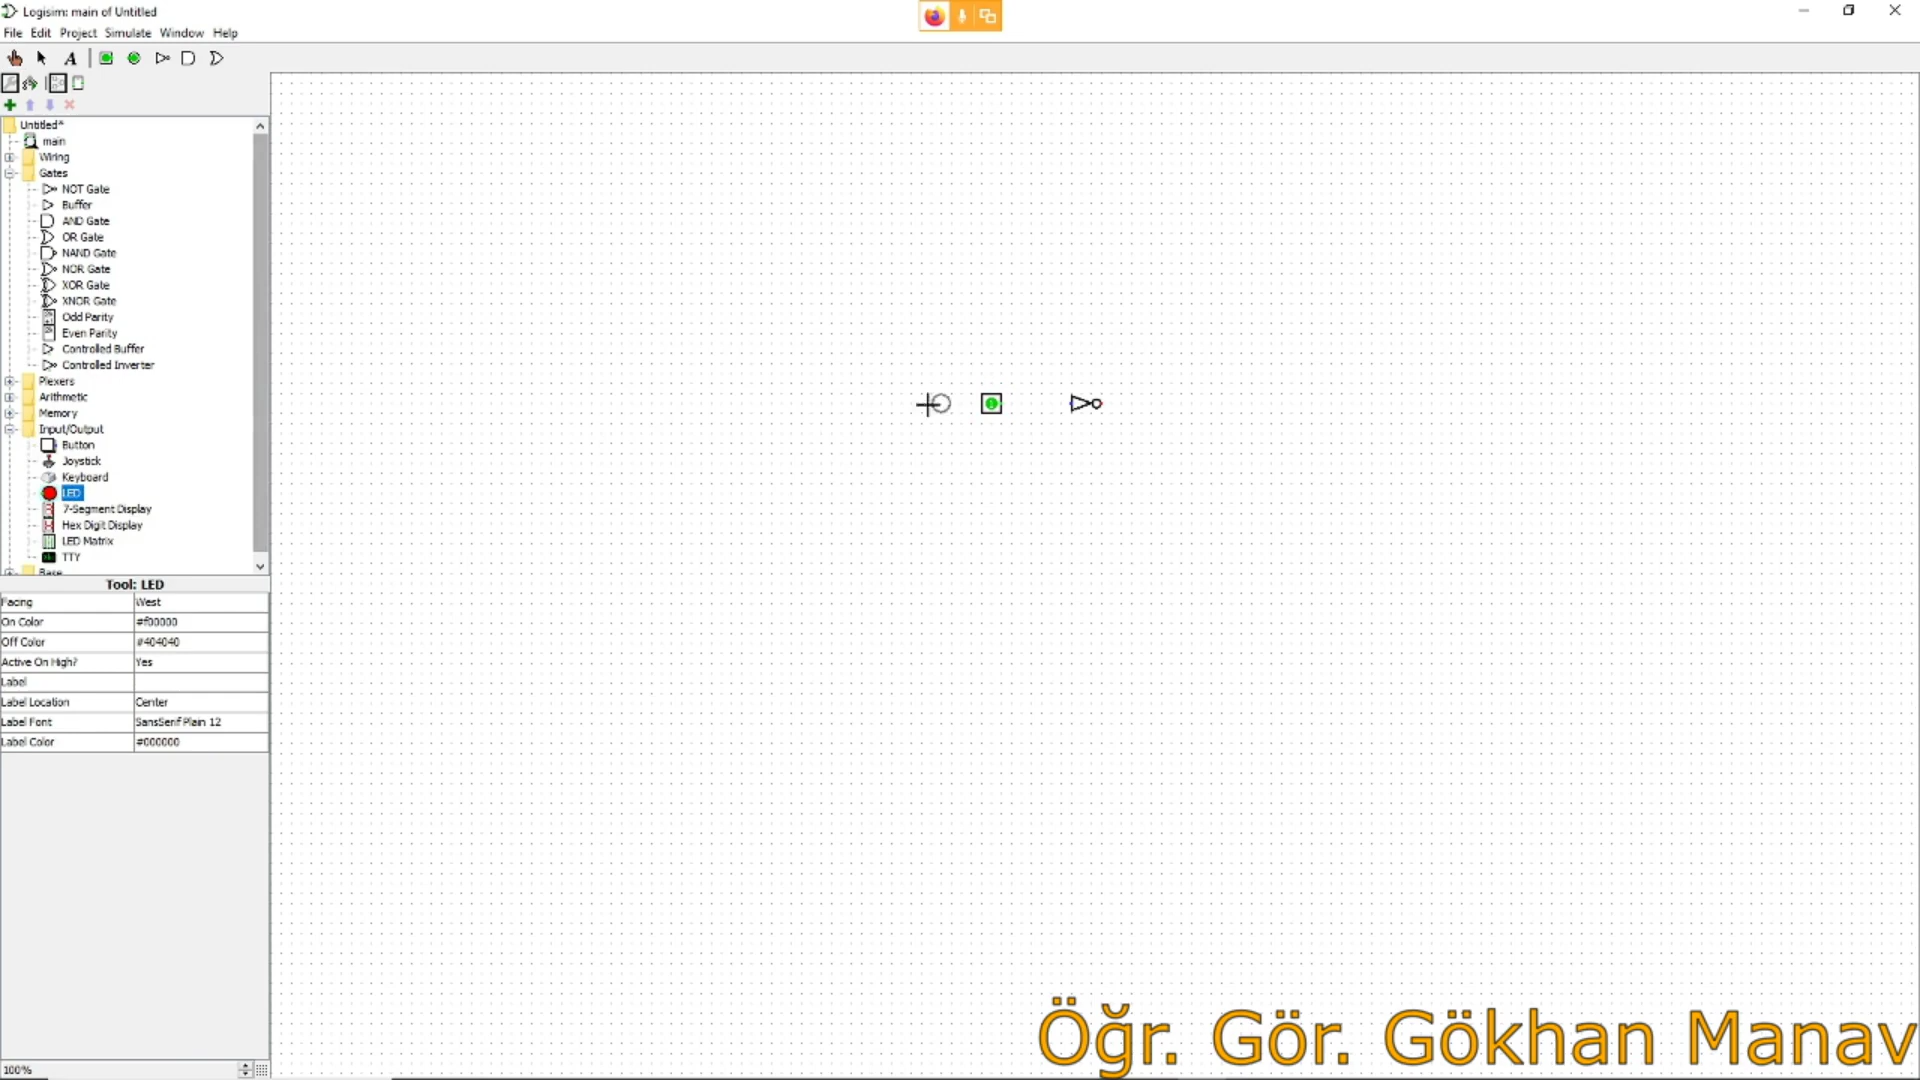 Logisim: main of Untitled
File Edit Project Simulate Window Help
A
Untitled*
main
Wiring
Gates
NOT Gate
Buffer
AND Gate
OR Gate
NAND Gate
NOR Gate
XOR Gate
XNOR Gate
Odd Parity
Even Parity
Controlled Buffer
Controlled Inverter
Plexers
Arithmetic
Memory
Input/Output
Button
Joystick
Keyboard
LED
7-Segment Display
Hex Digit Display
LED Matrix
TTY
Base
Tool: LED
Facing West
On Color #f00000
Off Color #404040
Active On High? Yes
Label
Label Location Center
Label Font SansSerif Plain 12
Label Color #000000
100%
Öğr. Gör. Gökhan Manav